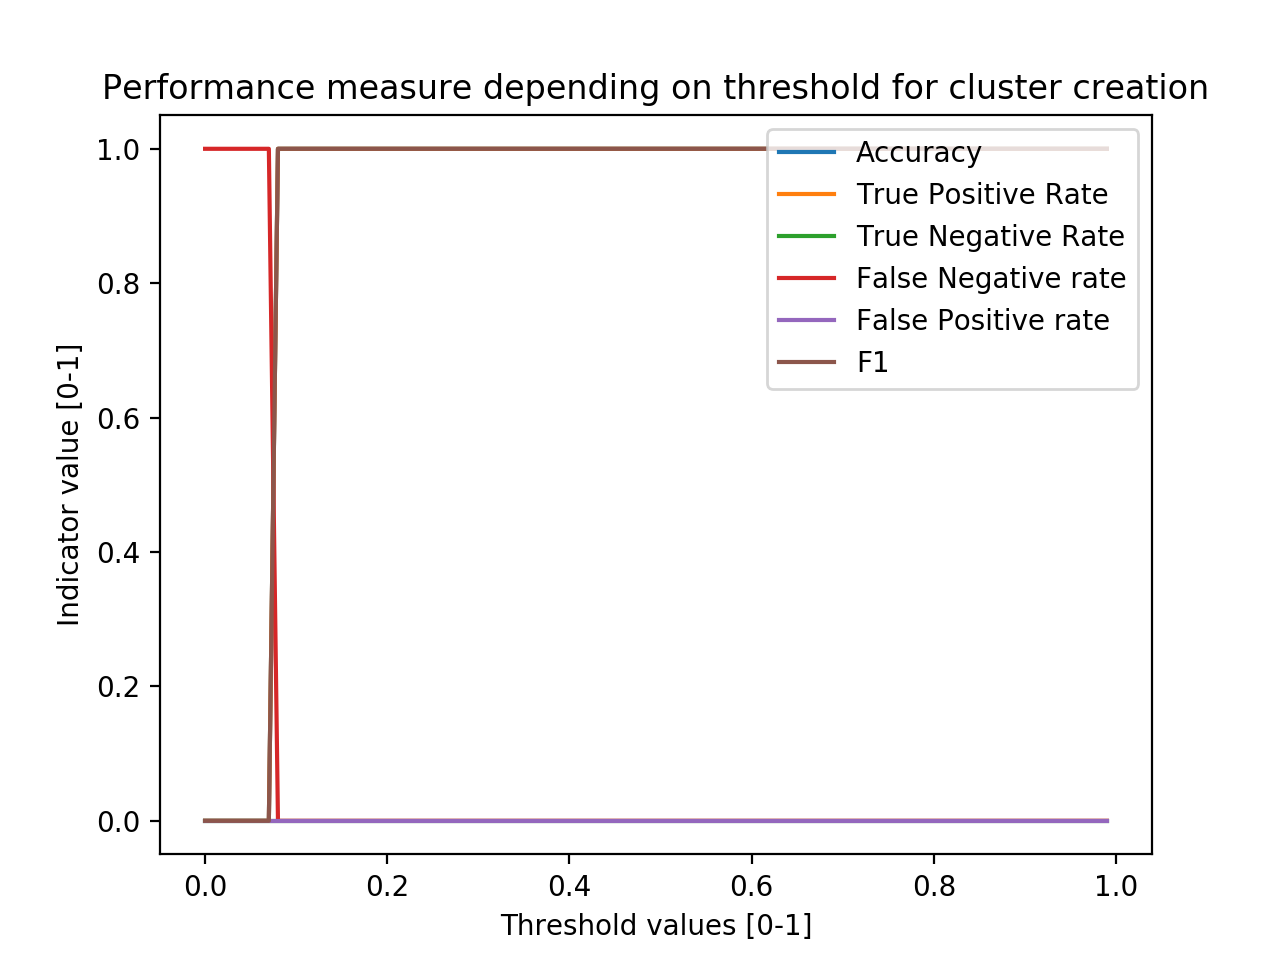 Performance measure depending on threshold for cluster creation
1.0
0.8
0.6
0.4
0.2
0.0
Indicator value [0-1]
Accuracy
True Positive Rate
True Negative Rate
False Negative rate
False Positive rate
F1
0.0 0.2 0.4 0.6 0.8 1.0
Threshold values [0-1]